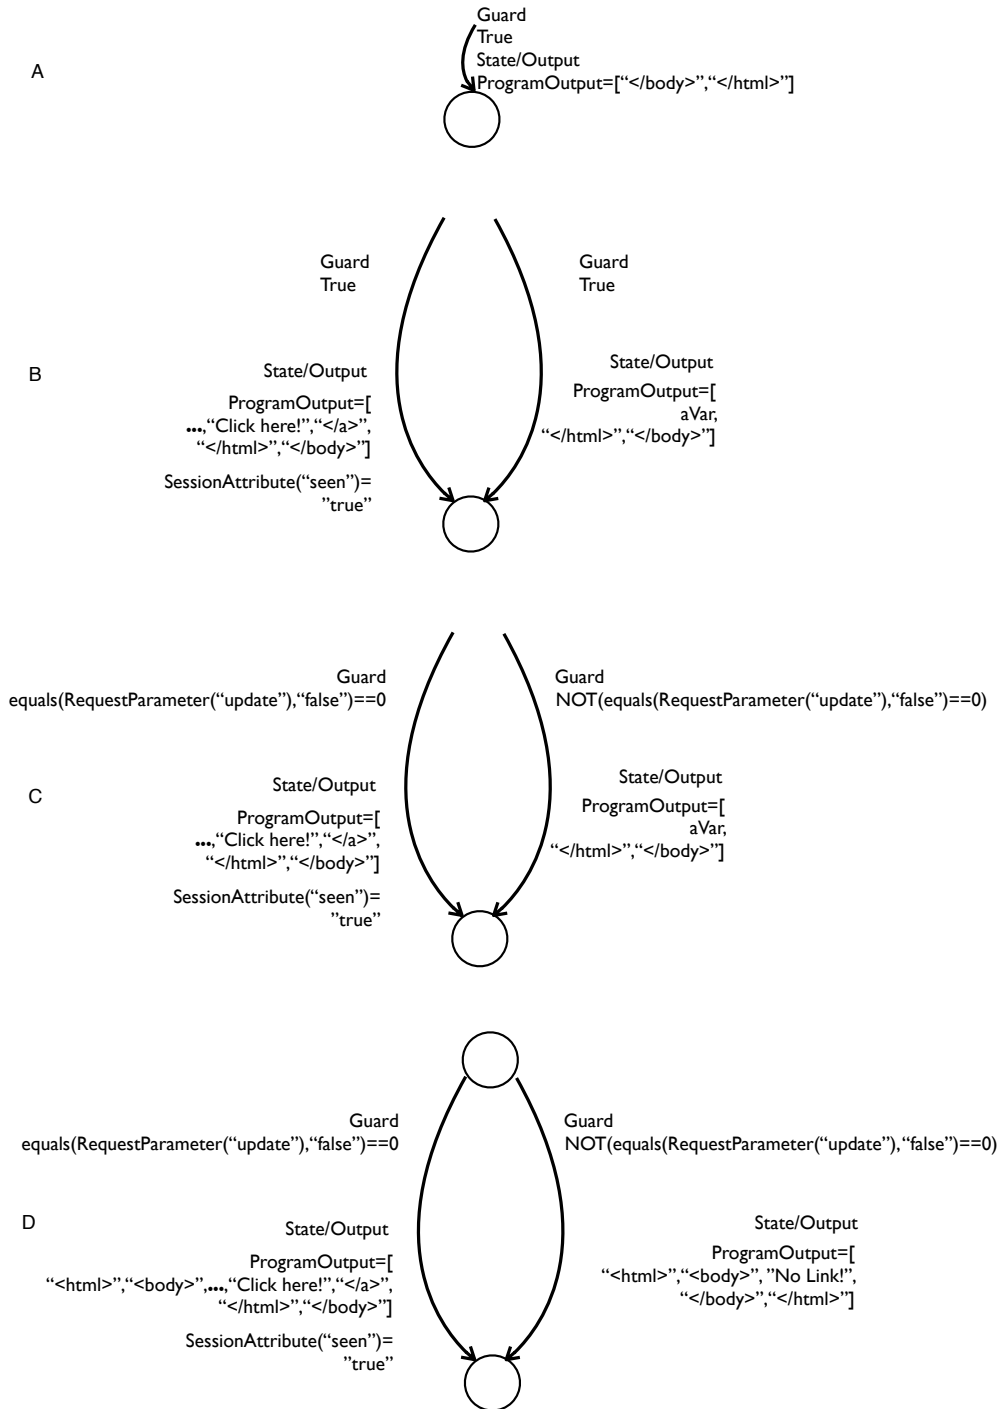 Guard
True
State/Output
ProgramOutput=[“</body>”,“</html>”]
A
Guard
True
Guard
True
B
State/Output
ProgramOutput=[
...,“Click here!”,“</a>”,
“</html>”,“</body>”]
SessionAttribute(“seen”)=
”true”
State/Output
ProgramOutput=[
aVar,
“</html>”,“</body>”]
Guard
equals(RequestParameter(“update”),“false”)==0
Guard
NOT(equals(RequestParameter(“update”),“false”)==0)
C
State/Output
ProgramOutput=[
...,“Click here!”,“</a>”,
“</html>”,“</body>”]
SessionAttribute(“seen”)=
”true”
State/Output
ProgramOutput=[
aVar,
“</html>”,“</body>”]
Guard
equals(RequestParameter(“update”),“false”)==0
Guard
NOT(equals(RequestParameter(“update”),“false”)==0)
D
State/Output
ProgramOutput=[
“<html>”,“<body>”,...,“Click here!”,“</a>”,
“</html>”,“</body>”]
SessionAttribute(“seen”)=
”true”
State/Output
ProgramOutput=[
“<html>”,“<body>”, ”No Link!”,
“</body>”,“</html>”]